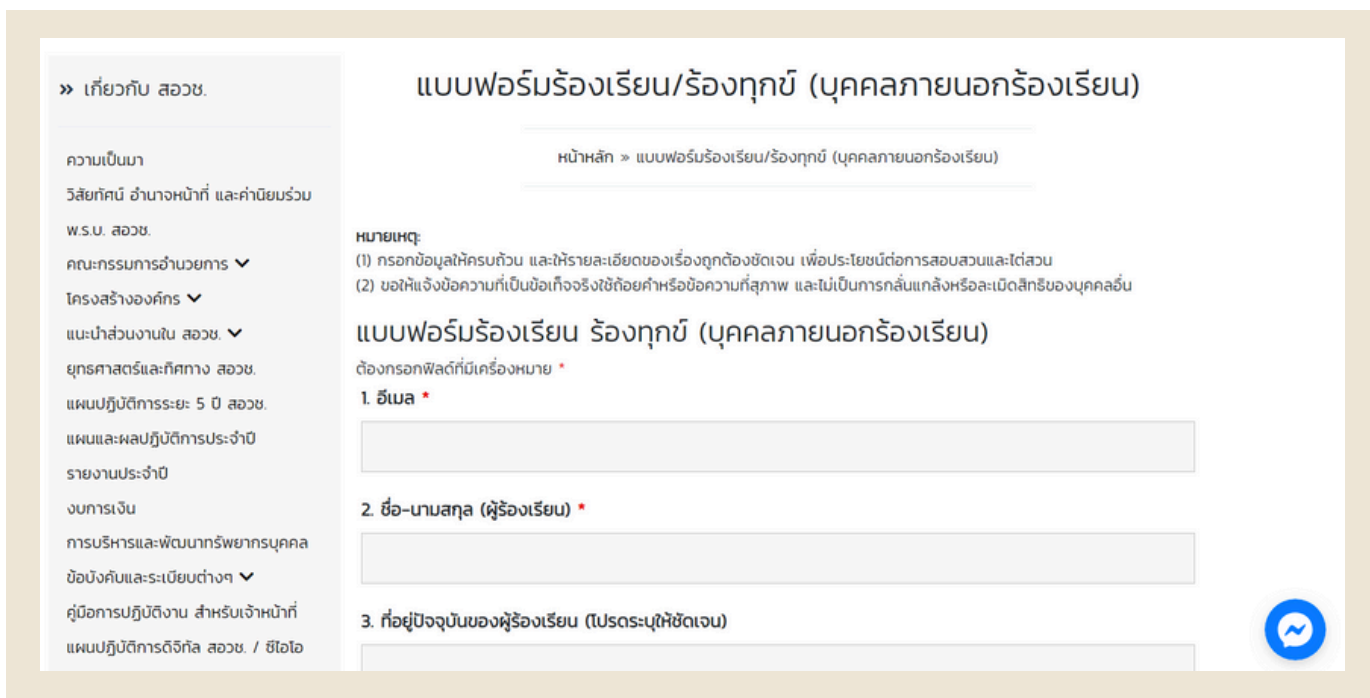 » เกี่ยวกับ สอวช.
ความเป็นมา
วิสัยทัศน์ อำนาจหน้าที่ และค่านิยมร่วม
พ.ร.บ. สอวช.
คณะกรรมการอำนวยการ
โครงสร้างองค์กร
แนะนำส่วนงานใน สอวช.
ยุทธศาสตร์และทิศทาง สอวช.
แผนปฏิบัติการระยะ 5 ปี สอวช.
แผนและผลปฏิบัติการประจำปี
รายงานประจำปี
งบการเงิน
การบริหารและพัฒนาทรัพยากรบุคคล
ข้อบังคับและระเบียบต่างๆ
คู่มือการปฏิบัติงาน สำหรับเจ้าหน้าที่
แผนปฏิบัติการดิจิทัล สอวช. / ซีไอโอ
แบบฟอร์มร้องเรียน/ร้องทุกข์ (บุคคลภายนอกร้องเรียน)
หน้าหลัก » แบบฟอร์มร้องเรียน/ร้องทุกข์ (บุคคลภายนอกร้องเรียน)
หมายเหตุ:
(1) กรอกข้อมูลให้ครบถ้วน และให้รายละเอียดของเรื่องถูกต้องชัดเจน เพื่อประโยชน์ต่อการสอบสวนและไต่สวน
(2) ขอให้แจ้งข้อความที่เป็นข้อเท็จจริงใช้ถ้อยคำหรือข้อความที่สุภาพ และไม่เป็นการกลั่นแกล้งหรือละเมิดสิทธิของบุคคลอื่น
แบบฟอร์มร้องเรียน ร้องทุกข์ (บุคคลภายนอกร้องเรียน)
ต้องกรอกฟิลด์ที่มีเครื่องหมาย *
1. อีเมล *
2. ชื่อ-นามสกุล (ผู้ร้องเรียน) *
3. ที่อยู่ปัจจุบันของผู้ร้องเรียน (โปรดระบุให้ชัดเจน)